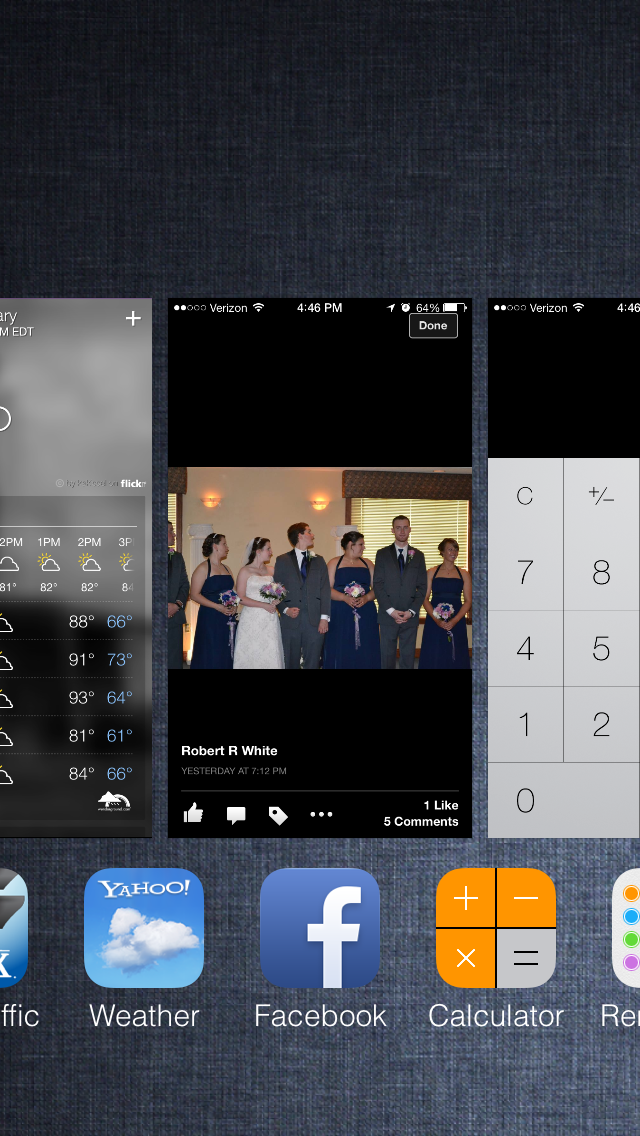 ary
M EDT
+
flickr
2PM 1PM 2PM 3P
81° 82° 82° 84
88° 66°
91° 73°
93° 64°
81° 61°
84° 66°
Verizon 4:46 PM 64%
Done
Robert R White
YESTERDAY AT 7:12 PM
1 Like
5 Comments
Verizon 4:46
C +/−
7 8
4 5
1 2
0
x.
YAHOO!
f
+ −
× =
ffic Weather Facebook Calculator Rer